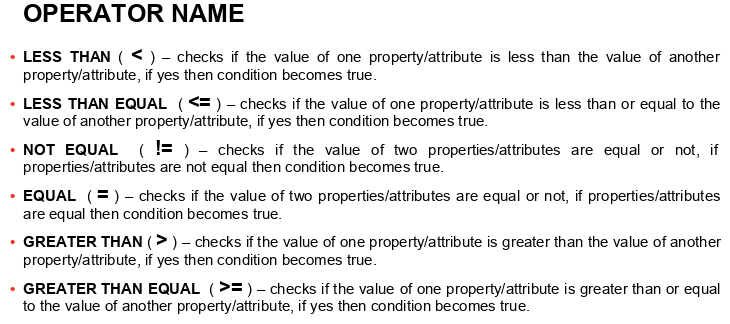 OPERATOR NAME
• LESS THAN ( < ) – checks if the value of one property/attribute is less than the value of another
property/attribute, if yes then condition becomes true.
• LESS THAN EQUAL ( <= ) – checks if the value of one property/attribute is less than or equal to the
value of another property/attribute, if yes then condition becomes true.
• NOT EQUAL ( != ) – checks if the value of two properties/attributes are equal or not, if
properties/attributes are not equal then condition becomes true.
• EQUAL ( = ) – checks if the value of two properties/attributes are equal or not, if properties/attributes
are equal then condition becomes true.
• GREATER THAN ( > ) – checks if the value of one property/attribute is greater than the value of another
property/attribute, if yes then condition becomes true.
• GREATER THAN EQUAL ( >= ) – checks if the value of one property/attribute is greater than or equal
to the value of another property/attribute, if yes then condition becomes true.